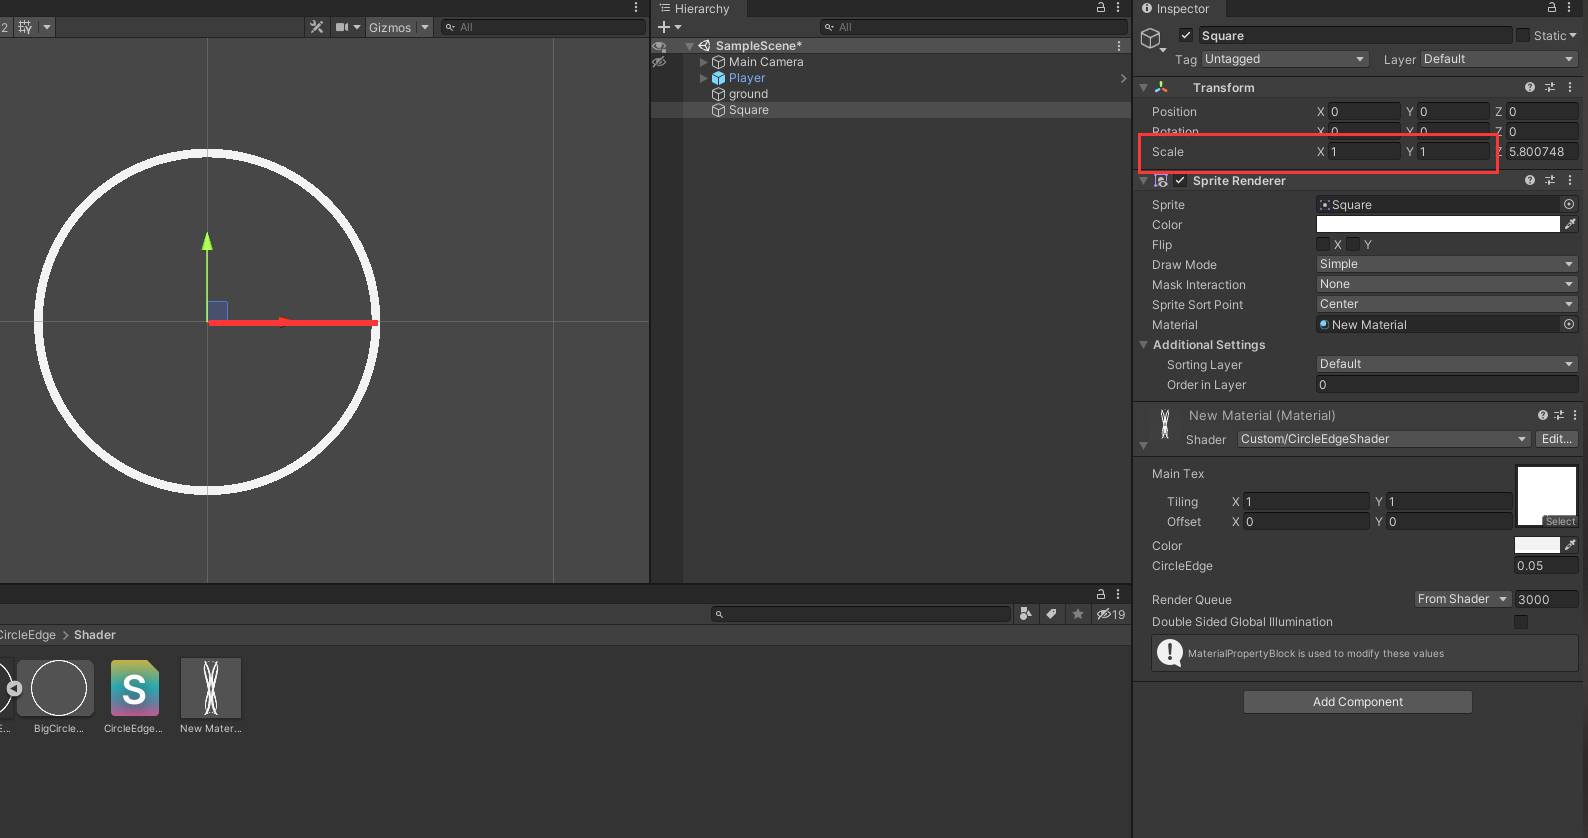 2
Gizmos
All
Hierarchy
All
SampleScene*
Main Camera
Player
ground
Square
Inspector
Square
Static
Tag Untagged Layer Default
Transform
Position X 0 Y 0 Z 0
Rotation X 0 Y 0 Z 0
Scale X 1 Y 1 Z 5.800748
Sprite Renderer
Sprite Square
Color
Flip X Y
Draw Mode Simple
Mask Interaction None
Sprite Sort Point Center
Material New Material
Additional Settings
Sorting Layer Default
Order in Layer 0
New Material (Material)
Shader Custom/CircleEdgeShader Edit...
Main Tex
Tiling X 1 Y 1
Offset X 0 Y 0
Select
Color
CircleEdge 0.05
Render Queue From Shader 3000
Double Sided Global Illumination
MaterialPropertyBlock is used to modify these values
Add Component
19
CircleEdge > Shader
S
E... BigCircle... CircleEdge... New Mater...